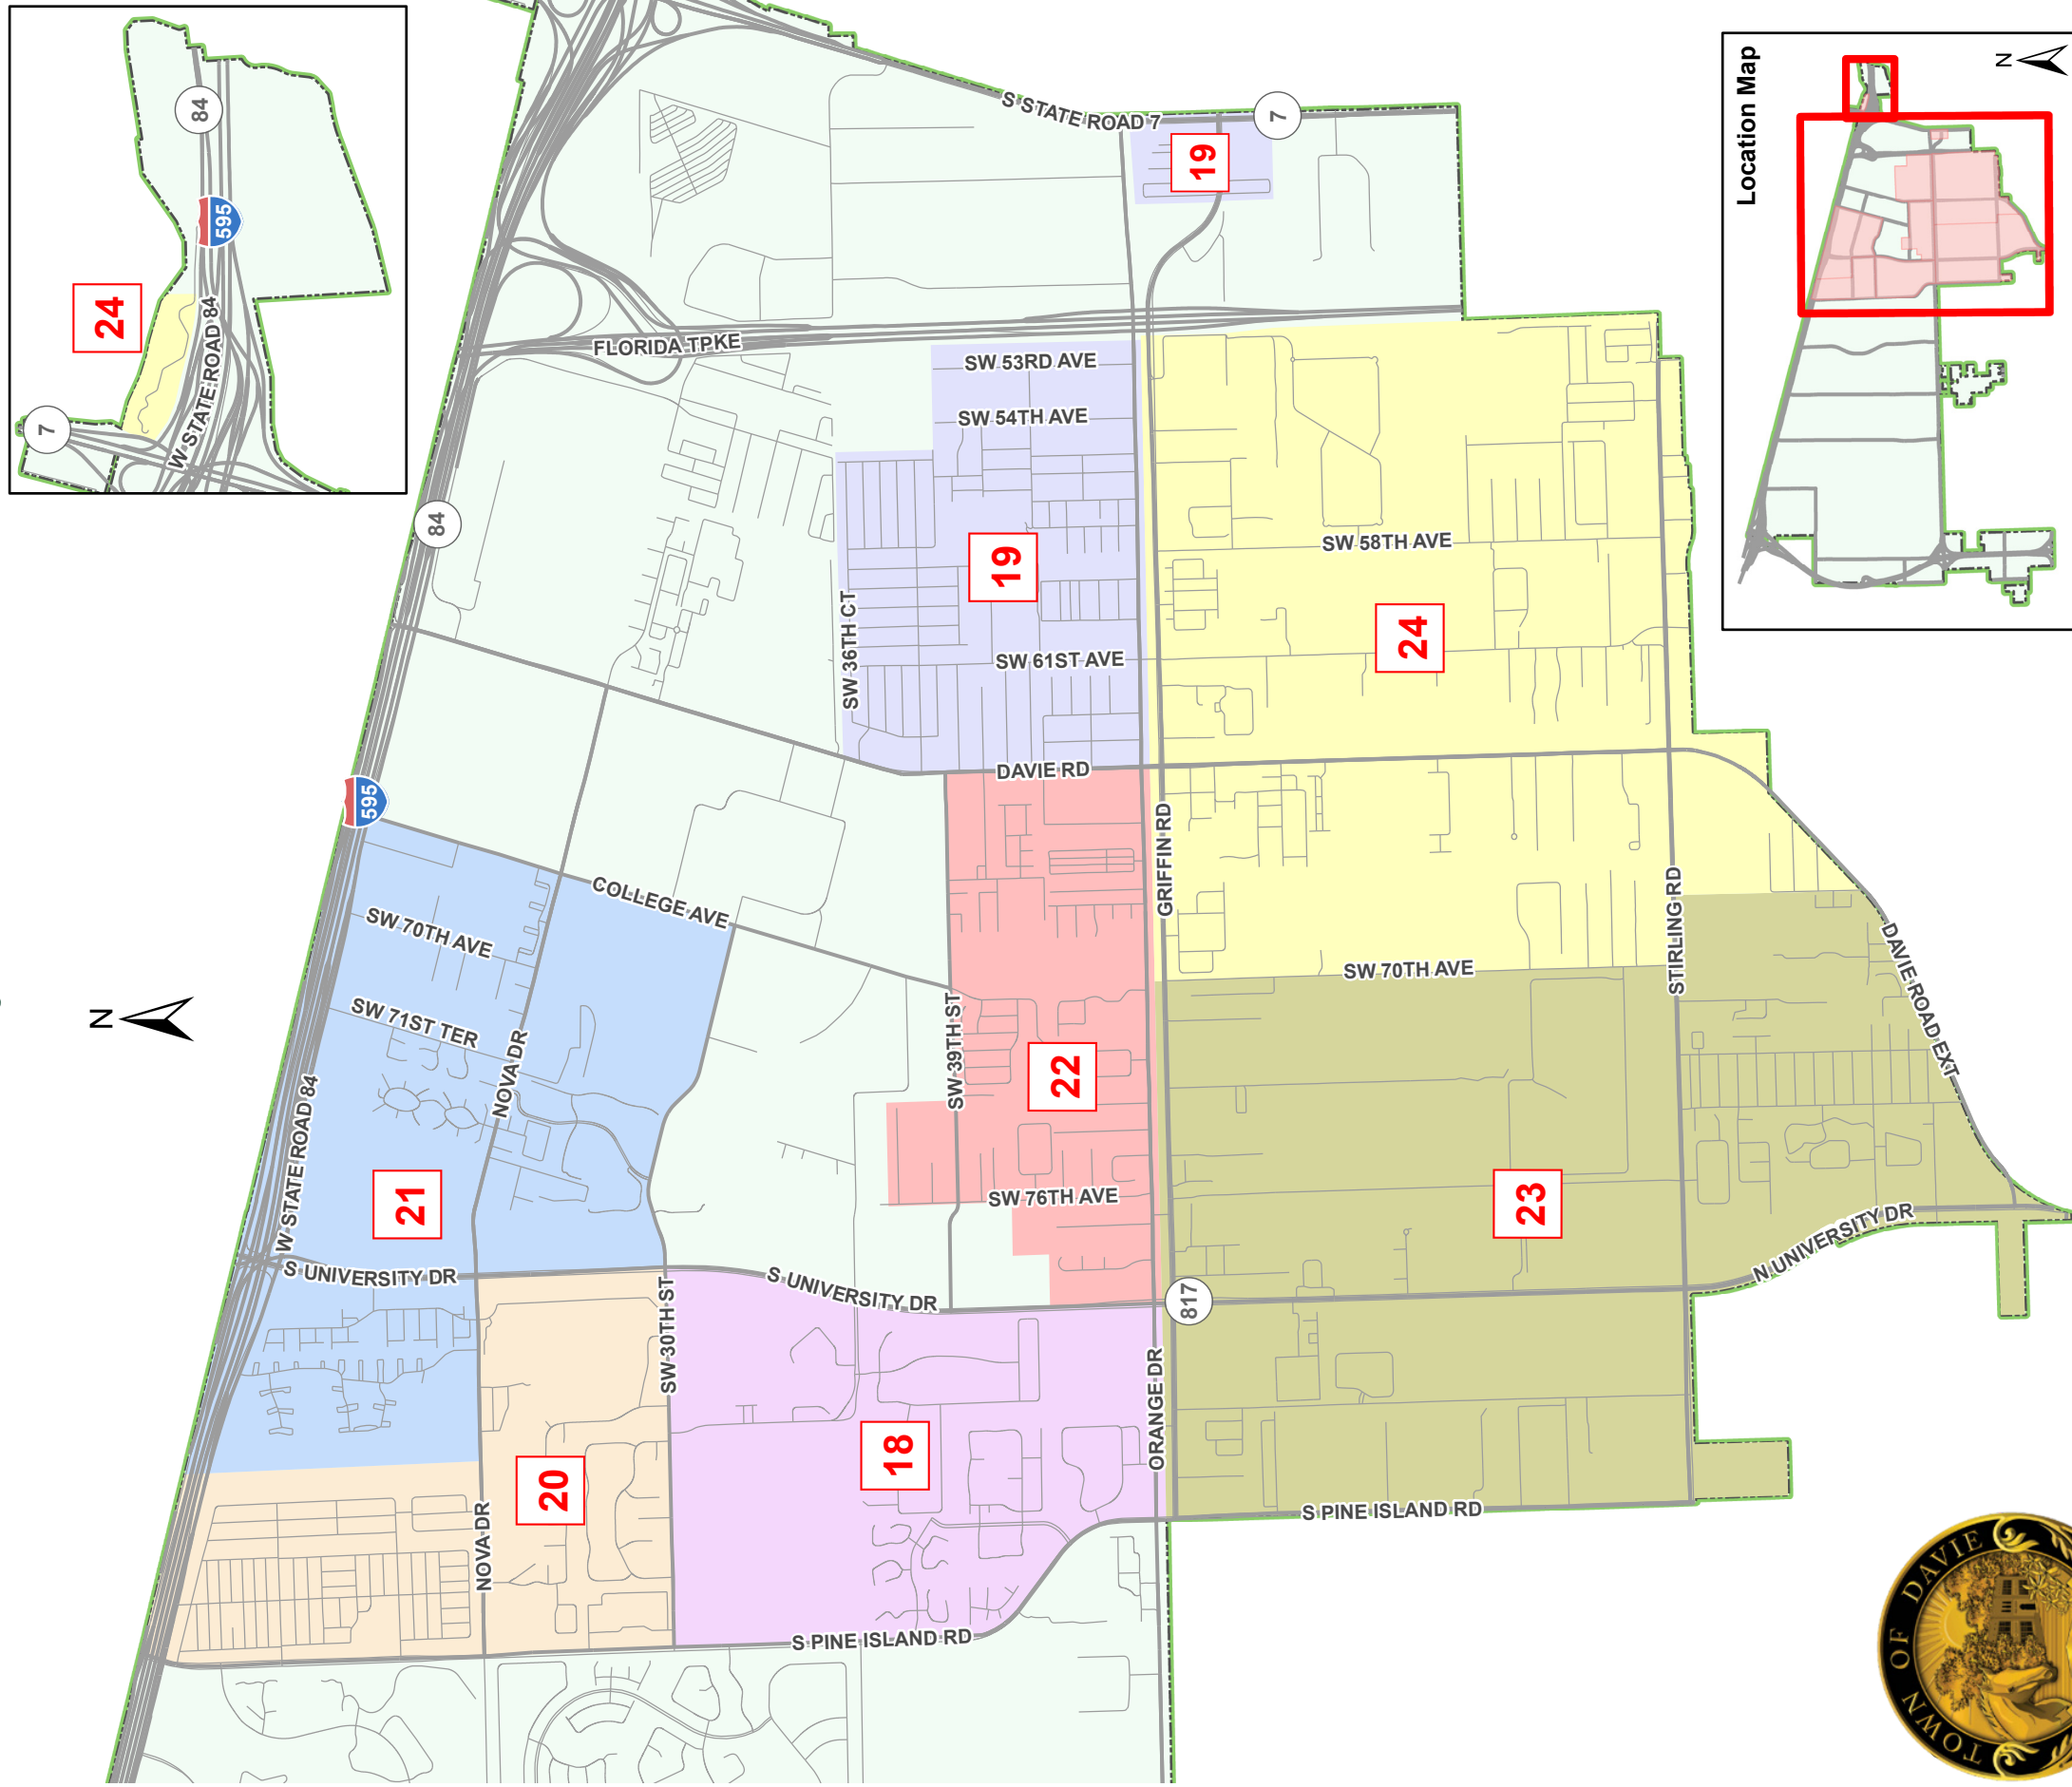 84
595
24
W STATE ROAD 84
7
Location Map
N
S STATE ROAD 7
7
19
FLORIDA TPKE
SW 53RD AVE
SW 54TH AVE
84
SW 58TH AVE
19
SW 36TH CT
SW 61ST AVE
24
DAVIE RD
595
GRIFFIN RD
COLLEGE AVE
STIRLING RD
SW 70TH AVE
SW 70TH AVE
DAVIE ROAD EXT
SW 71ST TER
NOVA DR
SW 39TH ST
22
N
W STATE ROAD 84
21
SW 76TH AVE
23
N UNIVERSITY DR
S UNIVERSITY DR
S UNIVERSITY DR
817
SW 30TH ST
ORANGE DR
18
20
NOVA DR
S PINE ISLAND RD
S PINE ISLAND RD
TOWN OF DAVIE